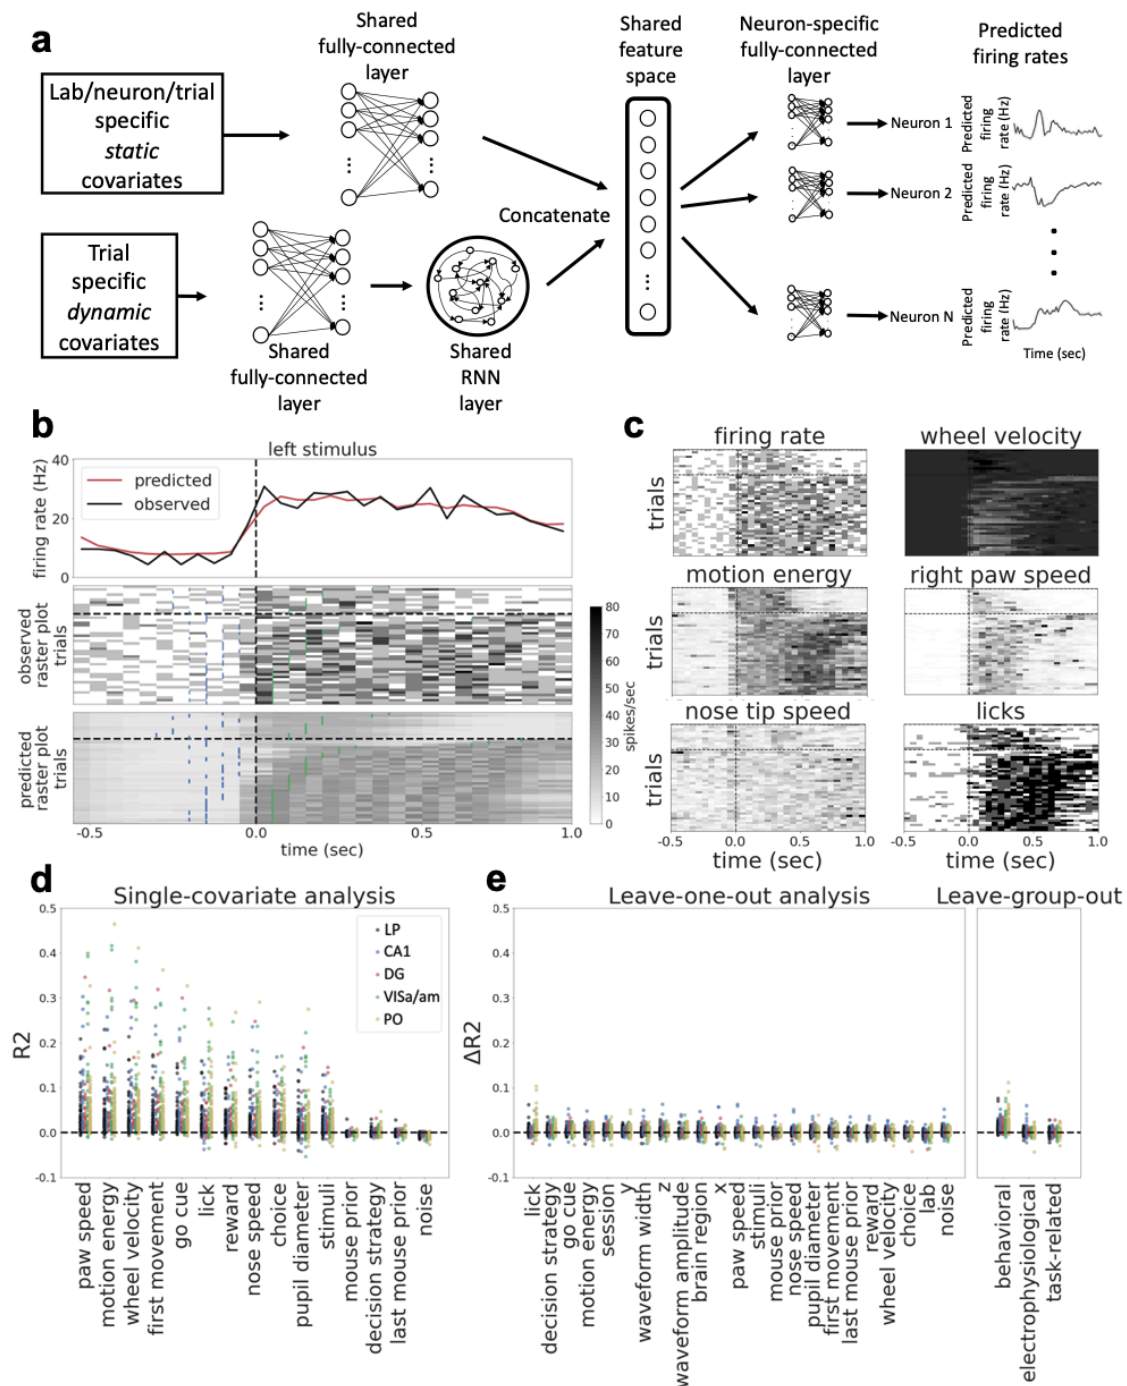 a
Lab/neuron/trial
specific
static
covariates
Shared
fully-connected
layer
Trial
specific
dynamic
covariates
Shared
fully-connected
layer
Shared
RNN
layer
Concatenate
Shared
feature
space
Neuron-specific
fully-connected
layer
Predicted
firing rates
Neuron 1
Predicted
firing
rate (Hz)
Neuron 2
Predicted
firing
rate (Hz)
Neuron N
Predicted
firing
rate (Hz)
Time (sec)
b
left stimulus
firing rate (Hz)
40
20
0
predicted
observed
observed
raster plot
trials
predicted
raster plot
trials
-0.5
0.0
0.5
1.0
time (sec)
80
70
60
50
40
30
20
10
0
spikes/sec
c
firing rate
wheel velocity
trials
motion energy
right paw speed
trials
nose tip speed
licks
trials
-0.5
0.0
0.5
1.0
-0.5
0.0
0.5
1.0
time (sec)
time (sec)
d
Single-covariate analysis
R2
0.5
0.4
0.3
0.2
0.1
0.0
-0.1
LP
CA1
DG
VISa/am
PO
paw speed
motion energy
wheel velocity
first movement
go cue
lick
reward
nose speed
choice
pupil diameter
stimuli
mouse prior
decision strategy
last mouse prior
noise
e
Leave-one-out analysis
ΔR2
0.5
0.4
0.3
0.2
0.1
0.0
-0.1
lick
decision strategy
go cue
motion energy
session
y
waveform width
z
waveform amplitude
brain region
x
paw speed
stimuli
mouse prior
nose speed
pupil diameter
first movement
last mouse prior
reward
wheel velocity
choice
lab
noise
Leave-group-out
behavioral
electrophysiological
task-related